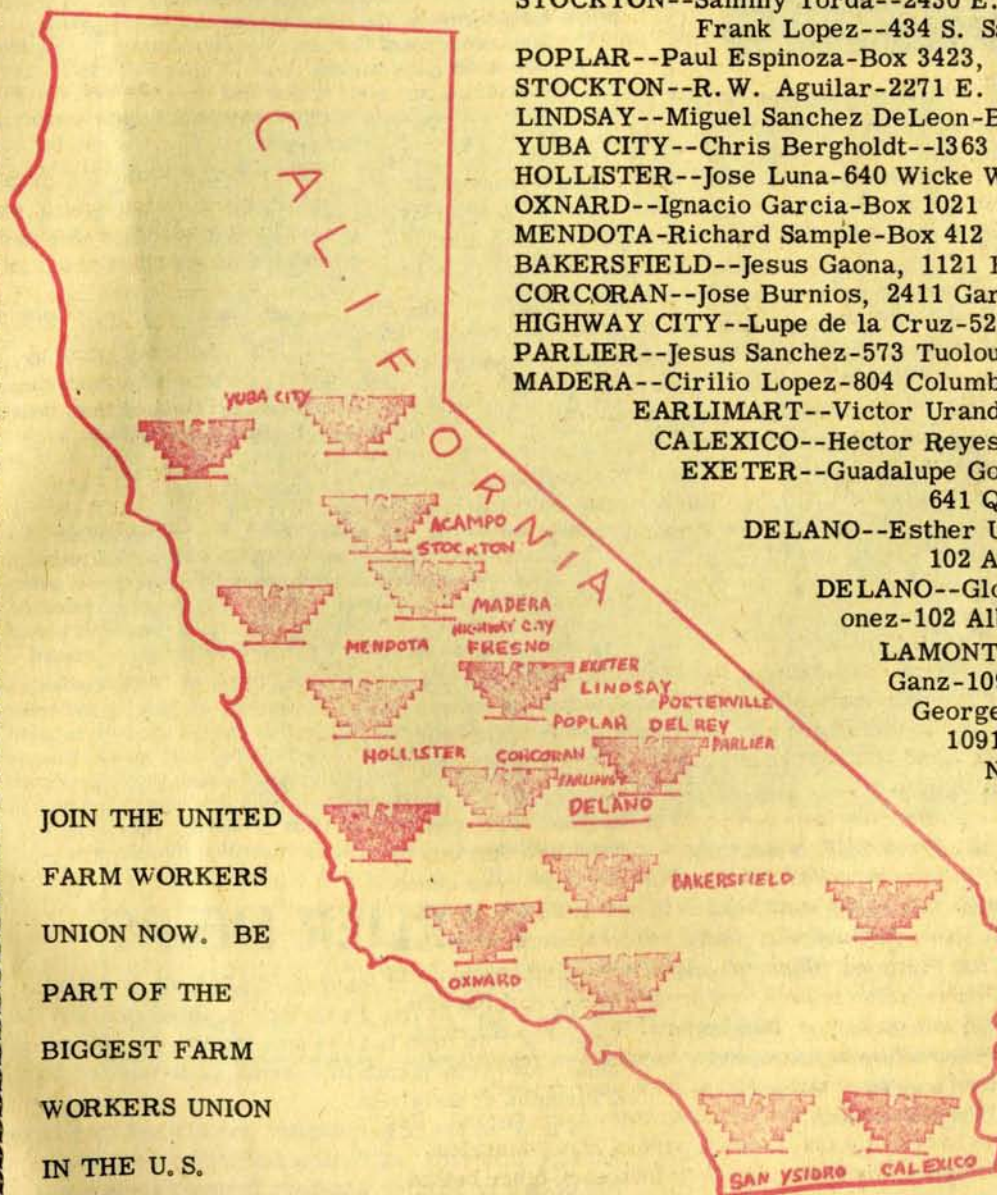 Frank Lopez--434 S.
POPLAR--Paul Espinoza-Box 3423,
STOCKTON--R.W. Aguilar-2271 E.
LINDSAY--Miguel Sanchez DeLeon-B
YUBA CITY--Chris Bergholdt--1363
HOLLISTER--Jose Luna-640 Wicke W
OXNARD--Ignacio Garcia-Box 1021
MENDOTA-Richard Sample-Box 412
BAKERSFIELD--Jesus Gaona, 1121
CORCORAN--Jose Burnios, 2411 Gar
HIGHWAY CITY--Lupe de la Cruz-52
PARLIER--Jesus Sanchez-573 Tuolou
MADERA--Cirilio Lopez-804 Columb
EARLIMART--Victor Urand
CALEXICO--Hector Reyes
EXETER--Guadalupe Go
641 Q
DELANO--Esther U
102 A
DELANO--Glo
onez-102 Al
LAMONT
Ganz-109
George
1091
N
CALIFORNIA
YUBA CITY
ACAMPO
STOCKTON
MADERA
HIGHWAY CITY
MENDOTA FRESNO
EXETER
LINDSAY
PORTERVILLE
POPLAR DEL REY
PARLIER
HOLLISTER CORCORAN
EARLIMART
DELANO
BAKERSFIELD
OXNARD
SAN YSIDRO CALEXICO
JOIN THE UNITED
FARM WORKERS
UNION NOW. BE
PART OF THE
BIGGEST FARM
WORKERS UNION
IN THE U.S.